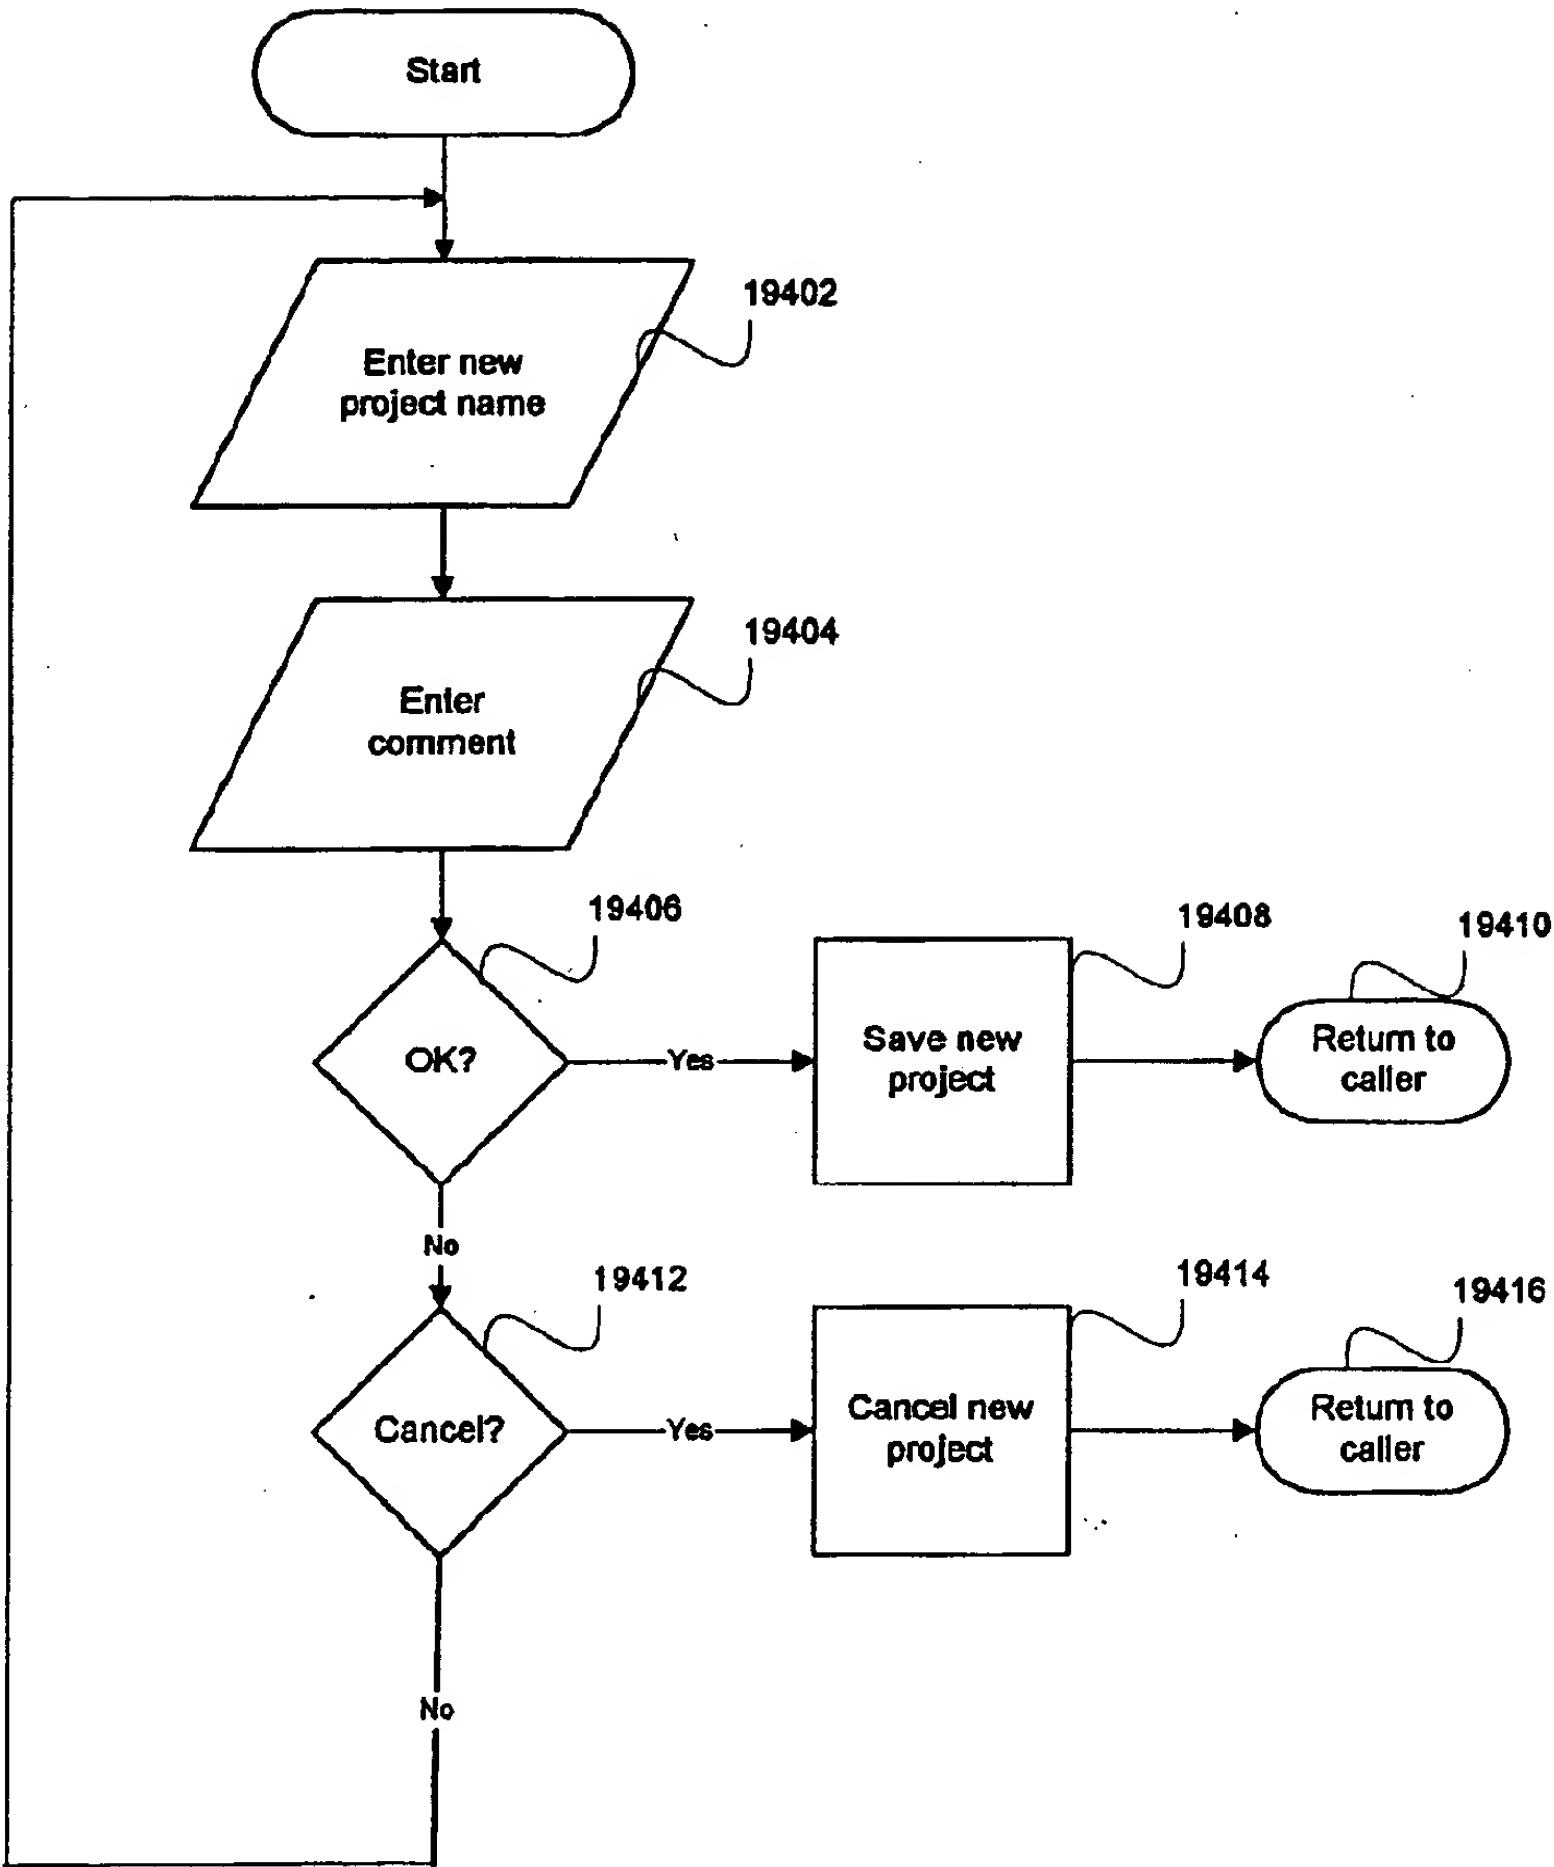 Start
19402
Enter new
project name
19404
Enter
comment
19406
19408
19410
OK?
Yes
Save new
project
Return to
caller
No
19412
19414
19416
Cancel?
Yes
Cancel new
project
Return to
caller
No